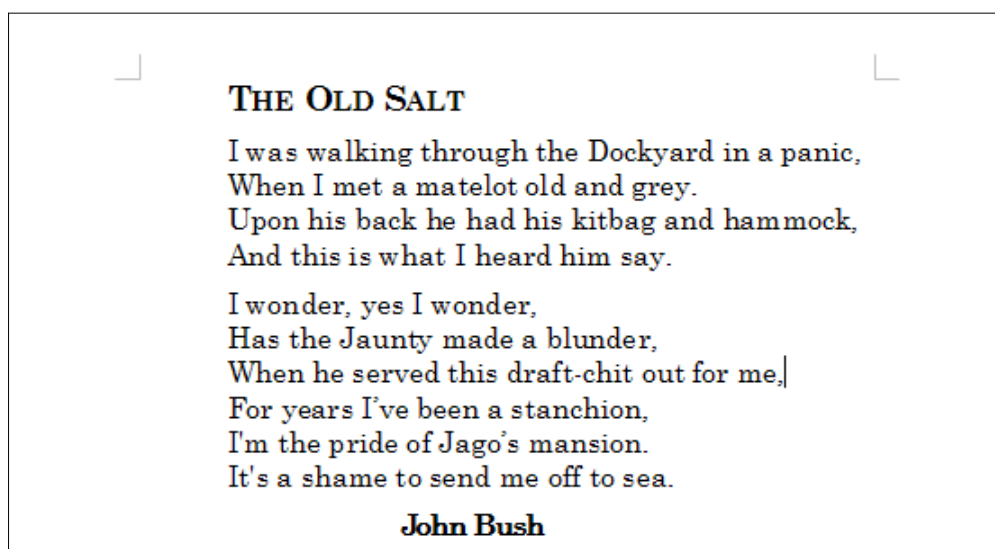 THE OLD SALT
I was walking through the Dockyard in a panic,
When I met a matelot old and grey.
Upon his back he had his kitbag and hammock,
And this is what I heard him say.
I wonder, yes I wonder,
Has the Jaunty made a blunder,
When he served this draft-chit out for me,
For years I’ve been a stanchion,
I'm the pride of Jago’s mansion.
It's a shame to send me off to sea.
John Bush